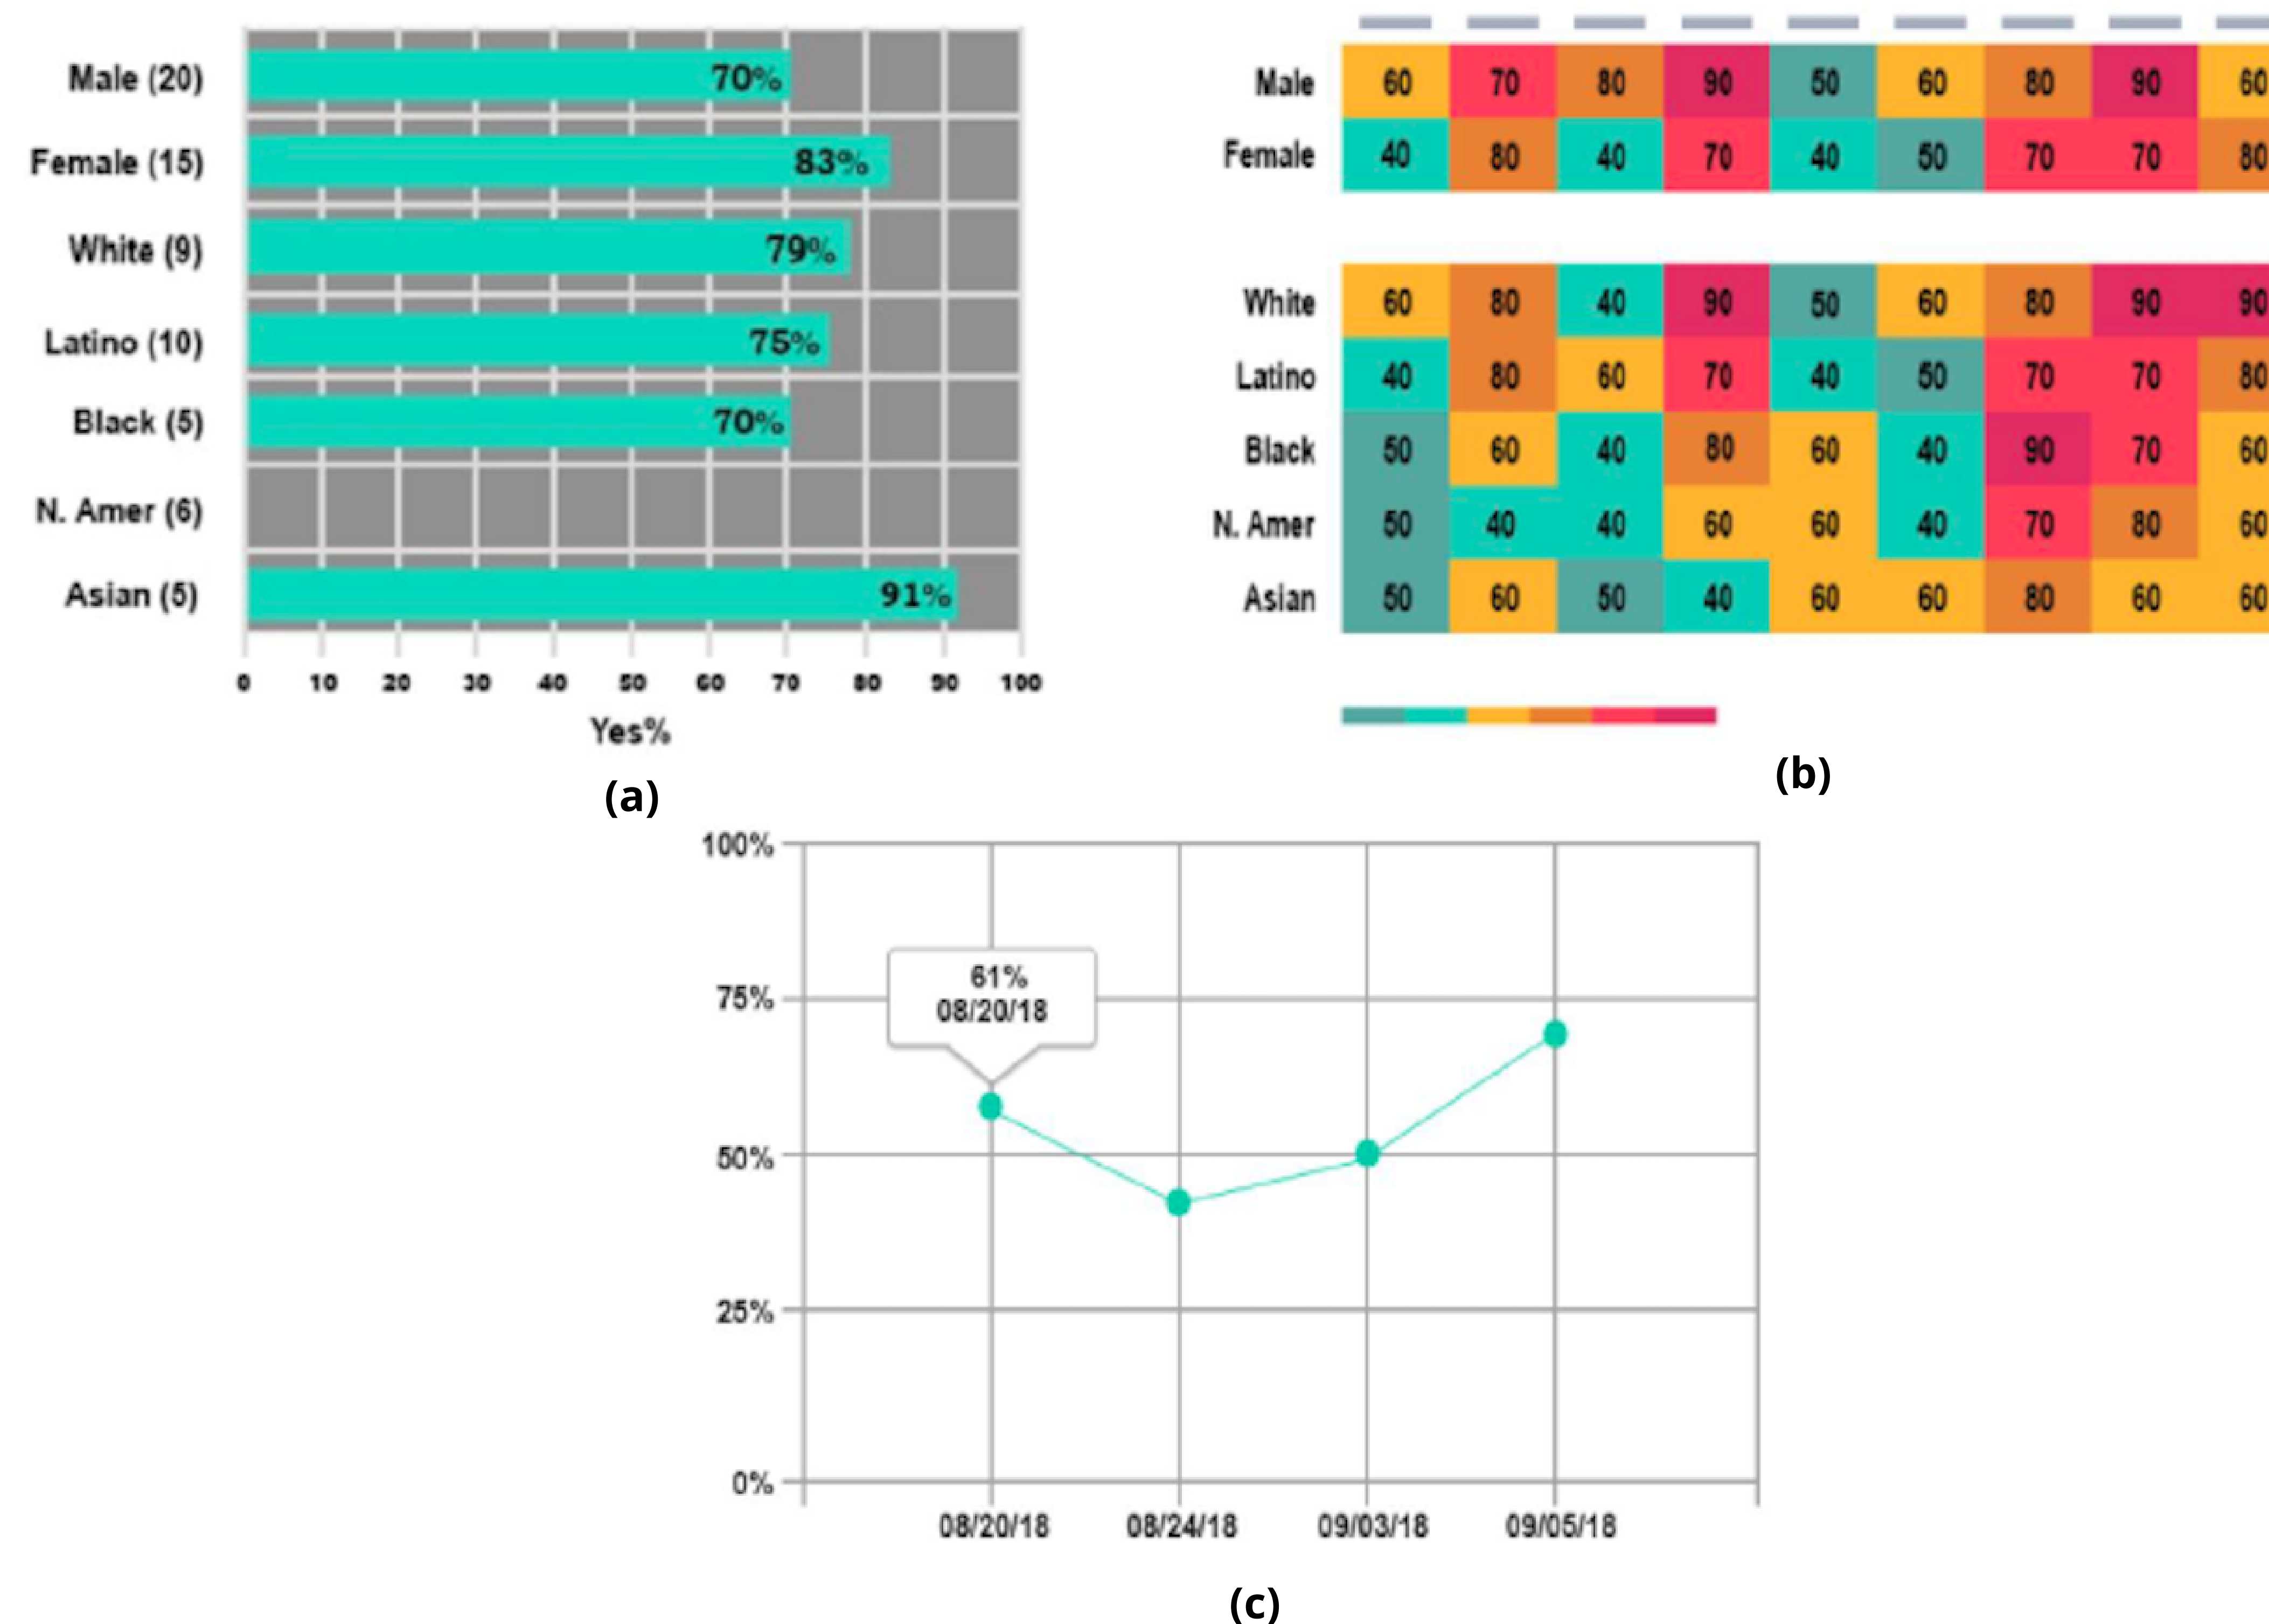 Male (20) 70%
Female (15) 83%
White (9) 79%
Latino (10) 75%
Black (5) 70%
N. Amer (6)
Asian (5) 91%
0 10 20 30 40 50 60 70 80 90 100
Yes%
(a)
Male 60 70 80 90 50 60 80 90 60
Female 40 80 40 70 40 50 70 70 80
White 60 80 40 90 50 60 80 90 90
Latino 40 80 60 70 40 50 70 70 80
Black 50 60 40 80 60 40 90 70 60
N. Amer 50 40 40 60 60 40 70 80 60
Asian 50 60 50 40 60 60 80 60 60
(b)
100%
75%
50%
25%
0%
61%
08/20/18
08/20/18 08/24/18 09/03/18 09/05/18
(c)